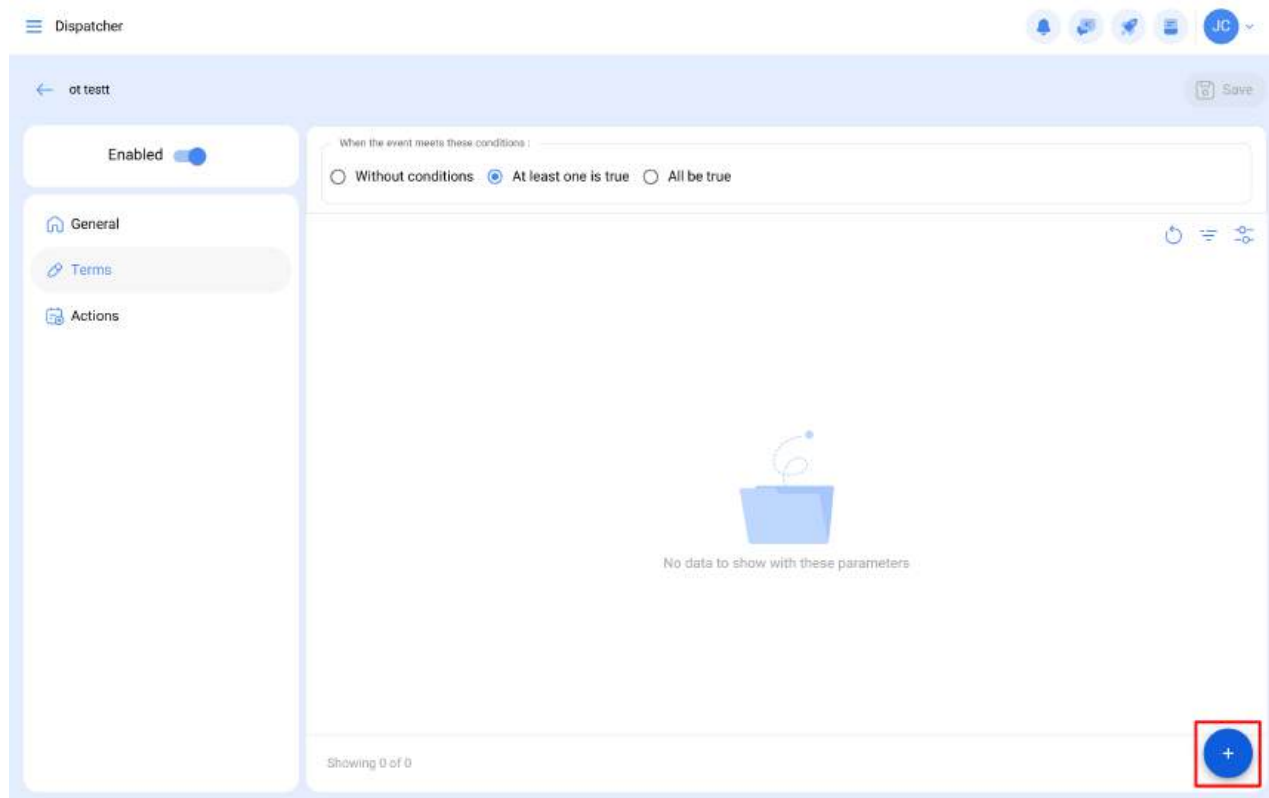 Dispatcher
JC
ot testt
Save
Enabled
General
Terms
Actions
When the event meets these conditions :
Without conditions At least one is true All be true
No data to show with these parameters
Showing 0 of 0
+